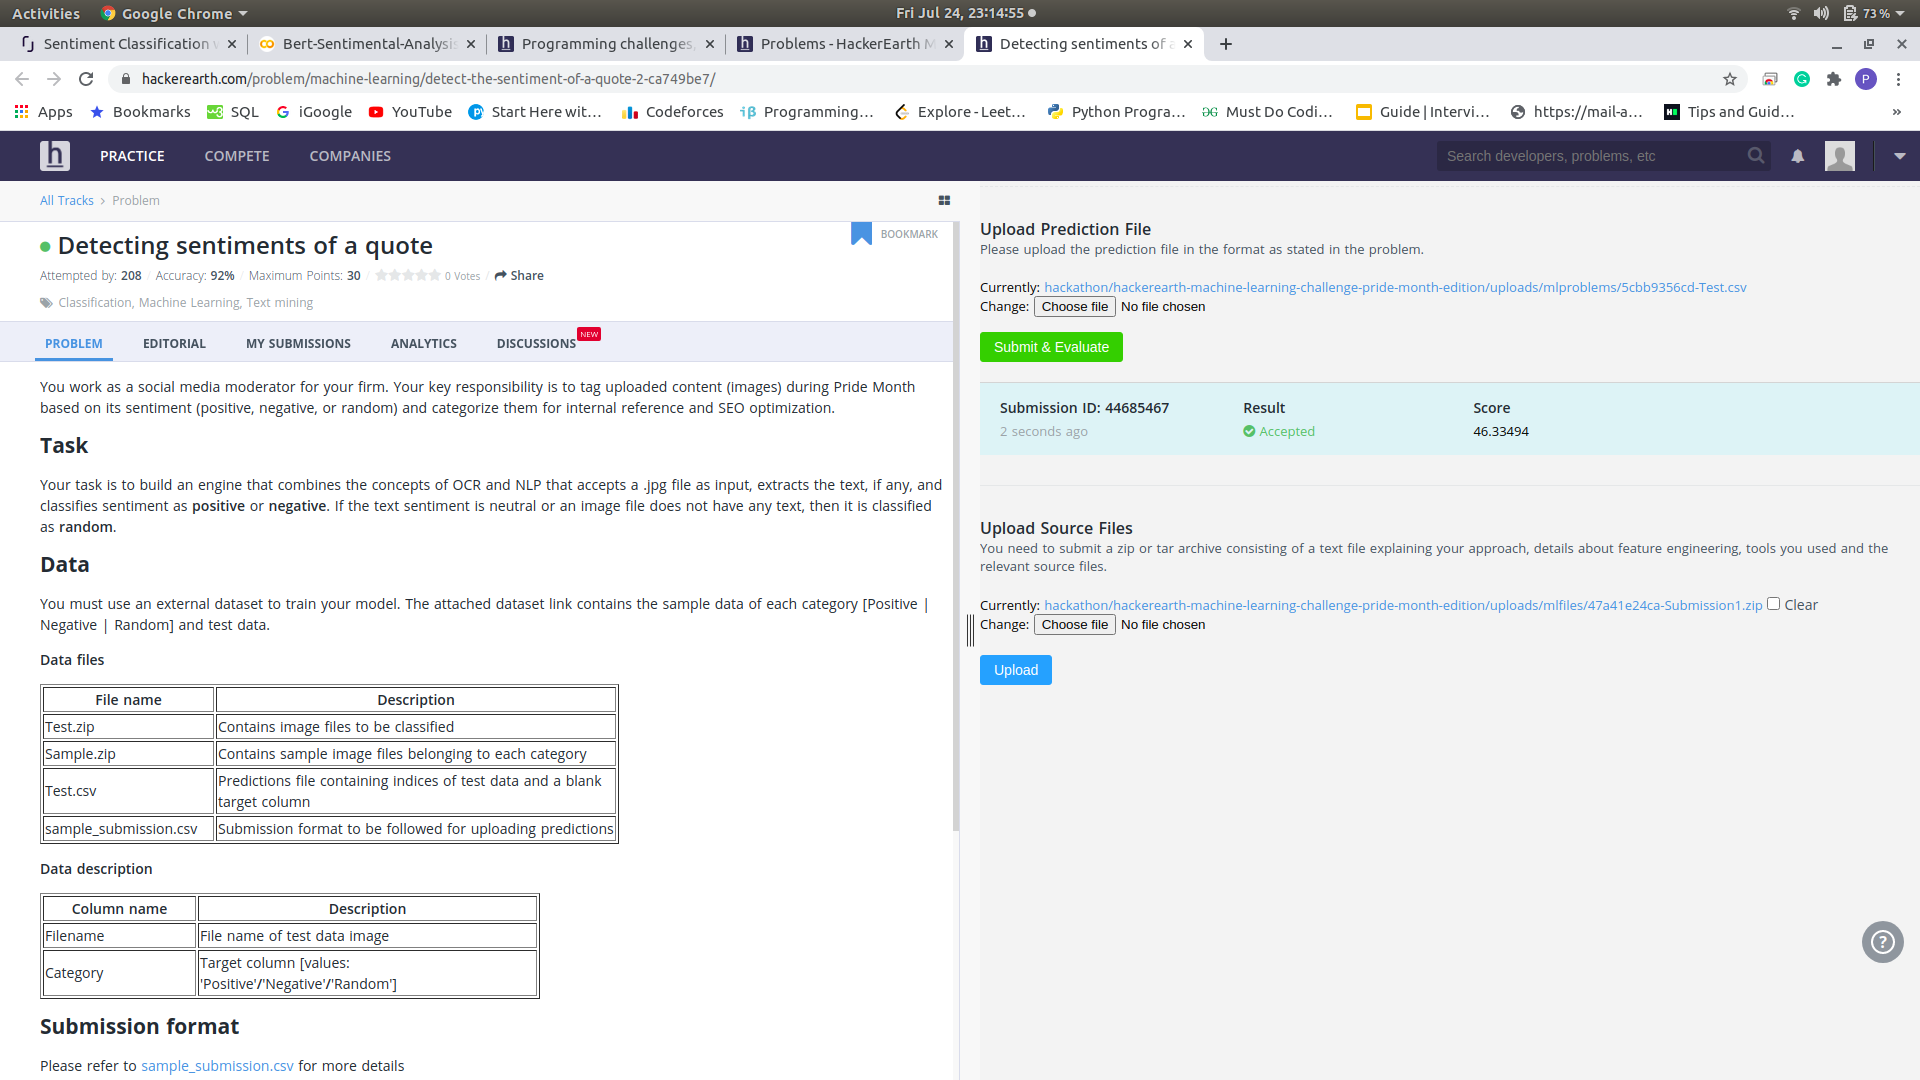 Activities Google Chrome Fri Jul 24, 23:14:55 73 %
Sentiment Classification Bert-Sentimental-Analysis Programming challenges, Problems - HackerEarth M Detecting sentiments of a
hackerearth.com/problem/machine-learning/detect-the-sentiment-of-a-quote-2-ca749be7/ P
Apps Bookmarks SQL iGoogle YouTube Start Here wit... Codeforces Programming... Explore - Leet... Python Progra... Must Do Codi... Guide | Intervi... https://mail-a... Tips and Guid... »
h PRACTICE COMPETE COMPANIES Search developers, problems, etc
All Tracks › Problem
Detecting sentiments of a quote BOOKMARK
Attempted by: 208 / Accuracy: 92% / Maximum Points: 30 / 0 Votes / Share
Classification, Machine Learning, Text mining
PROBLEM EDITORIAL MY SUBMISSIONS ANALYTICS DISCUSSIONS NEW
You work as a social media moderator for your firm. Your key responsibility is to tag uploaded content (images) during Pride Month
based on its sentiment (positive, negative, or random) and categorize them for internal reference and SEO optimization.
Task
Your task is to build an engine that combines the concepts of OCR and NLP that accepts a .jpg file as input, extracts the text, if any, and
classifies sentiment as positive or negative. If the text sentiment is neutral or an image file does not have any text, then it is classified
as random.
Data
You must use an external dataset to train your model. The attached dataset link contains the sample data of each category [Positive |
Negative | Random] and test data.
Data files
File name Description
Test.zip Contains image files to be classified
Sample.zip Contains sample image files belonging to each category
Test.csv Predictions file containing indices of test data and a blank
target column
sample_submission.csv Submission format to be followed for uploading predictions
Data description
Column name Description
Filename File name of test data image
Category Target column [values:
'Positive'/'Negative'/'Random']
Submission format
Please refer to sample_submission.csv for more details
Upload Prediction File
Please upload the prediction file in the format as stated in the problem.
Currently: hackathon/hackerearth-machine-learning-challenge-pride-month-edition/uploads/mlproblems/5cbb9356cd-Test.csv
Change: Choose file No file chosen
Submit & Evaluate
Submission ID: 44685467 Result Score
2 seconds ago Accepted 46.33494
Upload Source Files
You need to submit a zip or tar archive consisting of a text file explaining your approach, details about feature engineering, tools you used and the
relevant source files.
Currently: hackathon/hackerearth-machine-learning-challenge-pride-month-edition/uploads/mlfiles/47a41e24ca-Submission1.zip Clear
Change: Choose file No file chosen
Upload
?